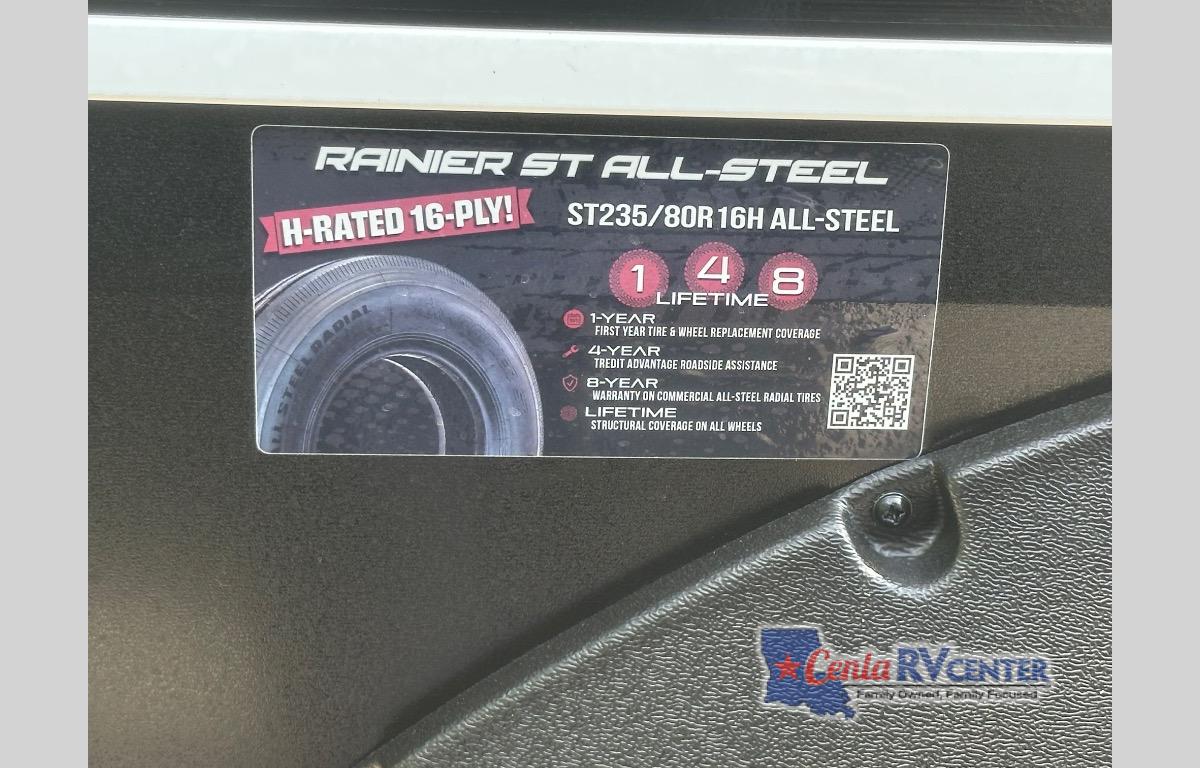 RAINIER ST ALL-STEEL
H-RATED 16-PLY!
ST235/80R16H ALL-STEEL
1 4 8
LIFETIME
1-YEAR
FIRST YEAR TIRE & WHEEL REPLACEMENT COVERAGE
4-YEAR
TREDIT ADVANTAGE ROADSIDE ASSISTANCE
8-YEAR
WARRANTY ON COMMERCIAL ALL-STEEL RADIAL TIRES
LIFETIME
STRUCTURAL COVERAGE ON ALL WHEELS
STEEL RADIAL
Cenla RV CENTER
Family Owned, Family Focused